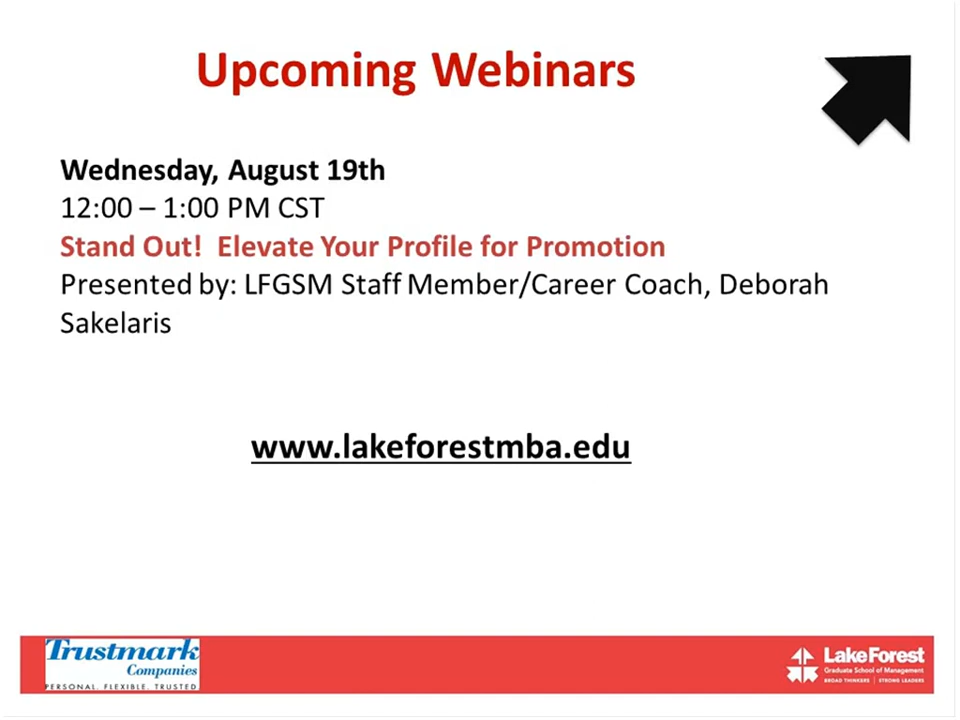 Upcoming Webinars
Wednesday, August 19th
12:00 – 1:00 PM CST
Stand Out!  Elevate Your Profile for Promotion
Presented by: LFGSM Staff Member/Career Coach, Deborah
Sakelaris
www.lakeforestmba.edu
Trustmark
Companies
PERSONAL. FLEXIBLE. TRUSTED
Lake Forest
Graduate School of Management
BROAD THINKERS | STRONG LEADERS